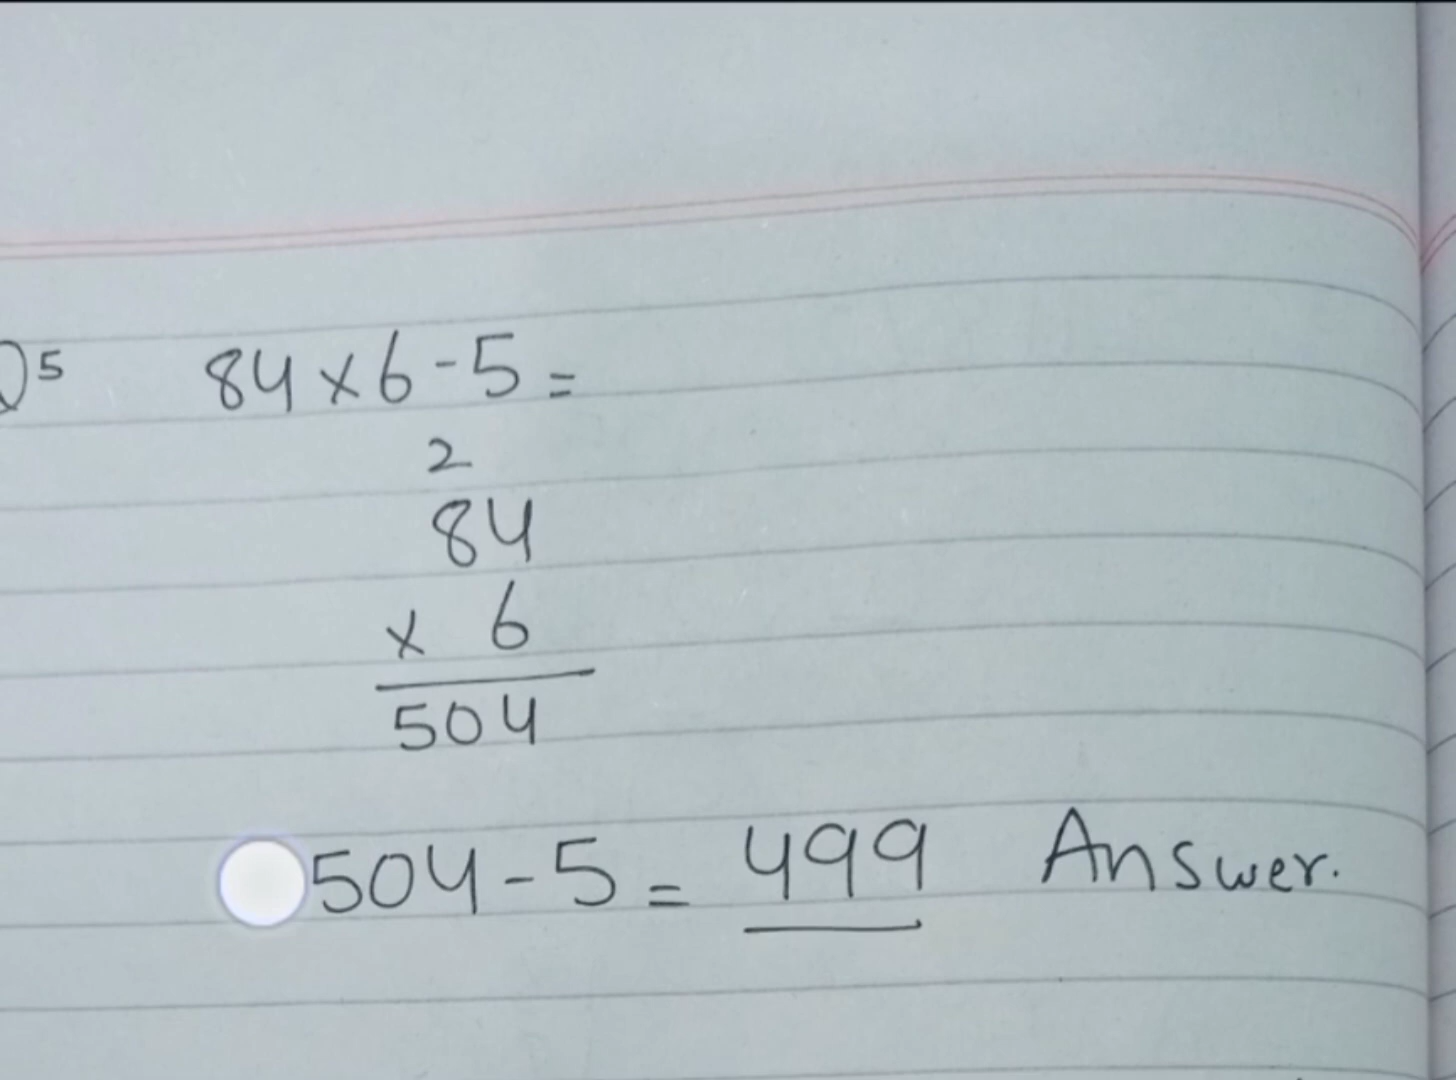 Q5 84 x 6 - 5 =
2
84
x 6
504
504 - 5 = 499 Answer.